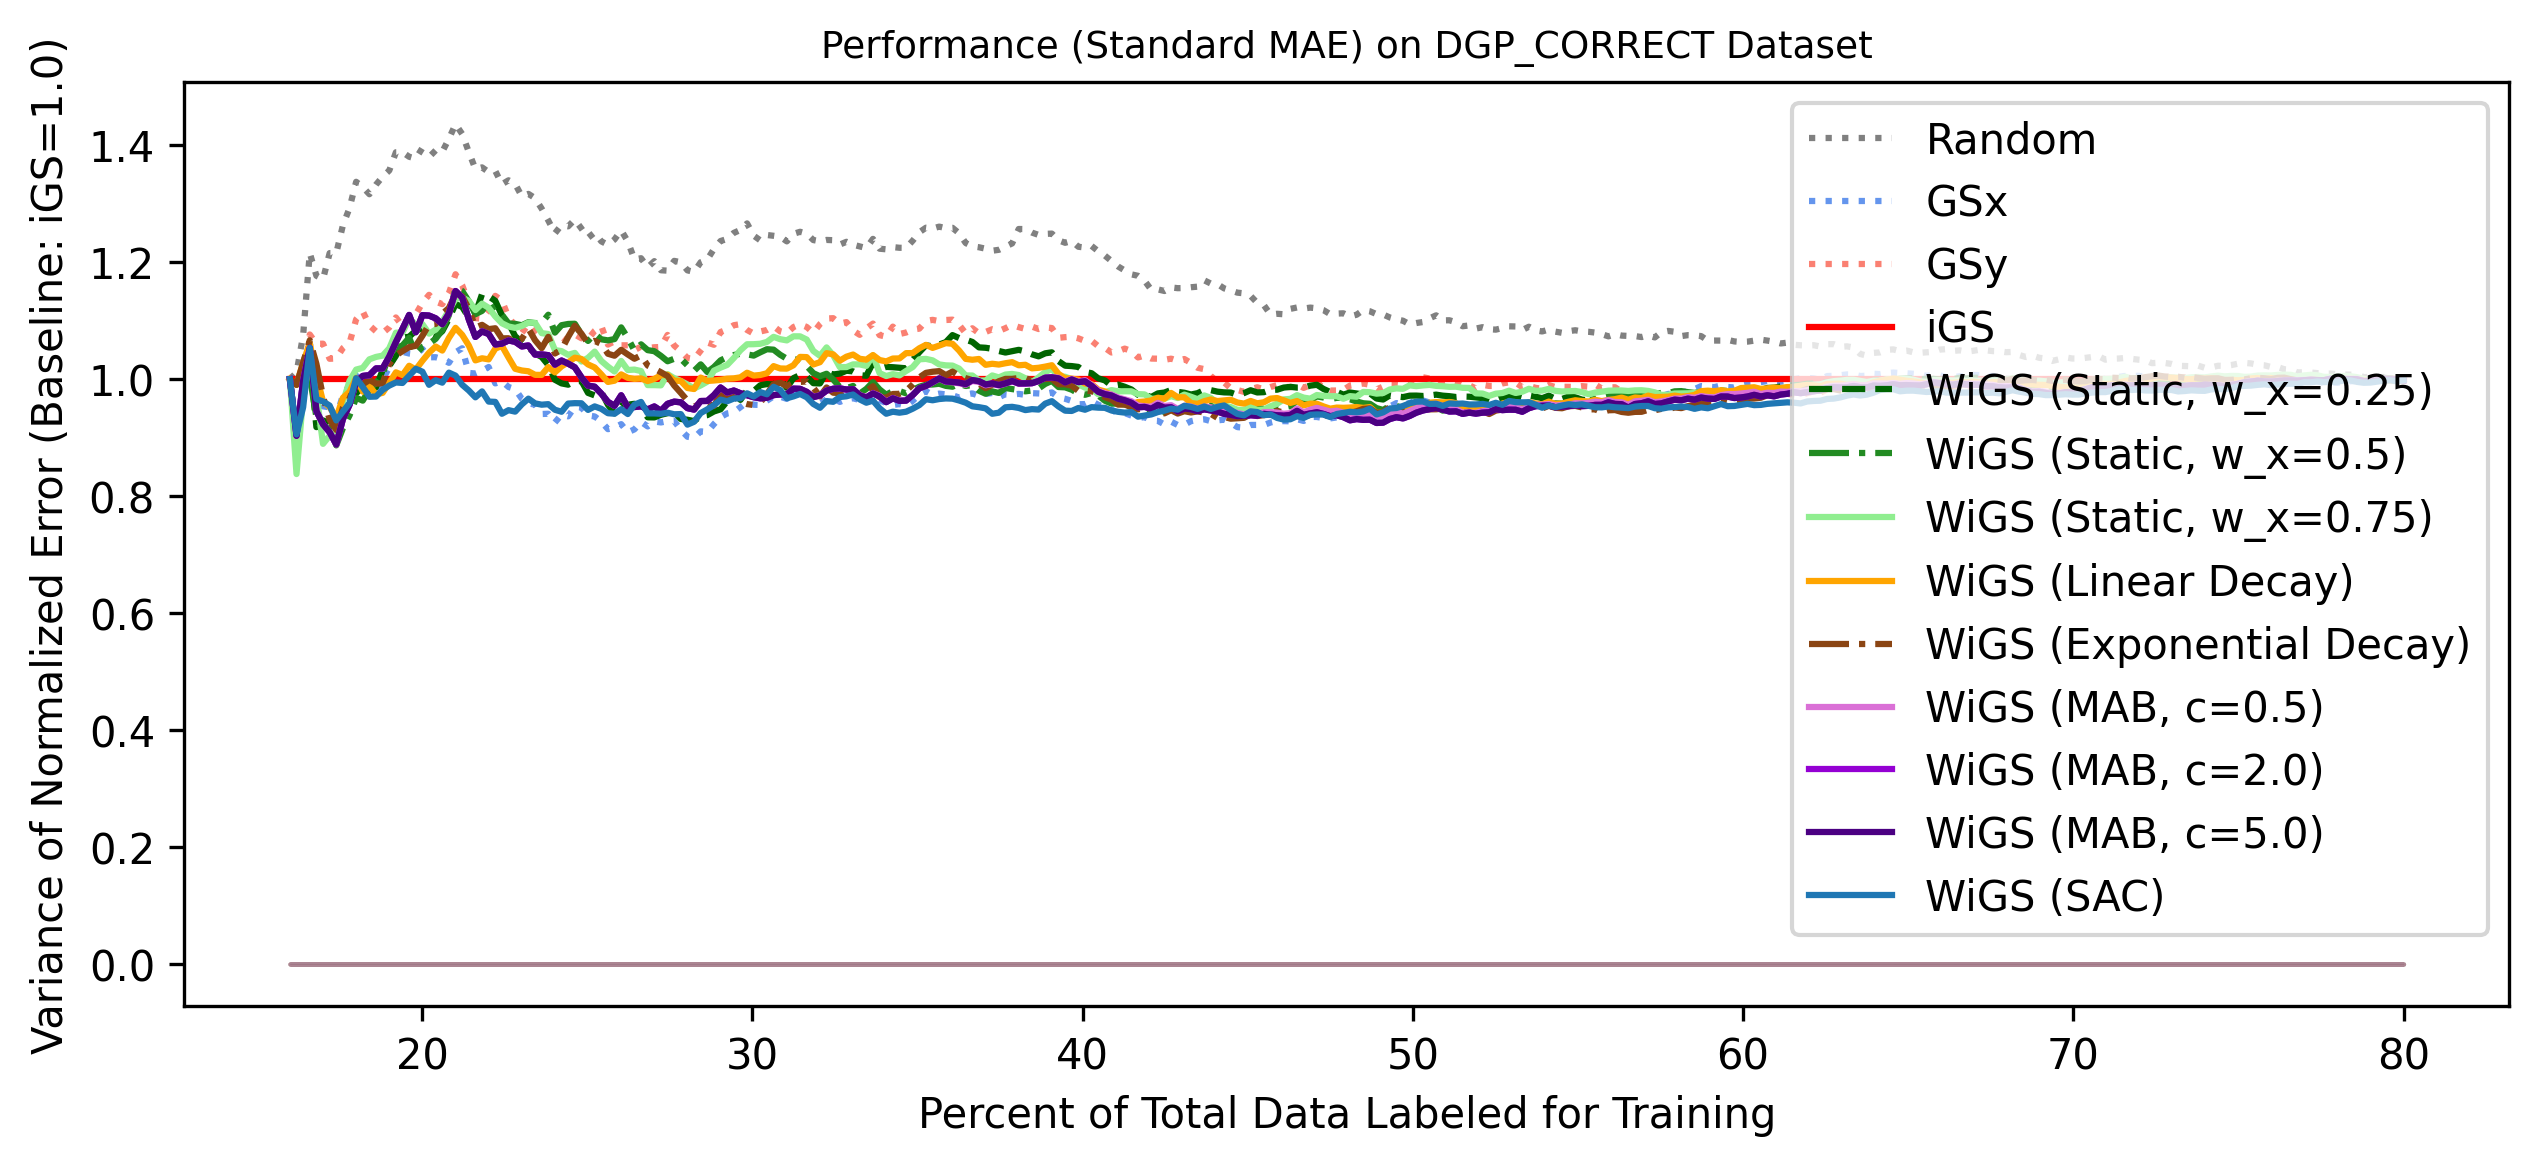 Performance (Standard MAE) on DGP_CORRECT Dataset
Variance of Normalized Error (Baseline: iGS=1.0)
1.4
1.2
1.0
0.8
0.6
0.4
0.2
0.0
Random
GSx
GSy
iGS
WiGS (Static, w_x=0.25)
WiGS (Static, w_x=0.5)
WiGS (Static, w_x=0.75)
WiGS (Linear Decay)
WiGS (Exponential Decay)
WiGS (MAB, c=0.5)
WiGS (MAB, c=2.0)
WiGS (MAB, c=5.0)
WiGS (SAC)
20 30 40 50 60 70 80
Percent of Total Data Labeled for Training